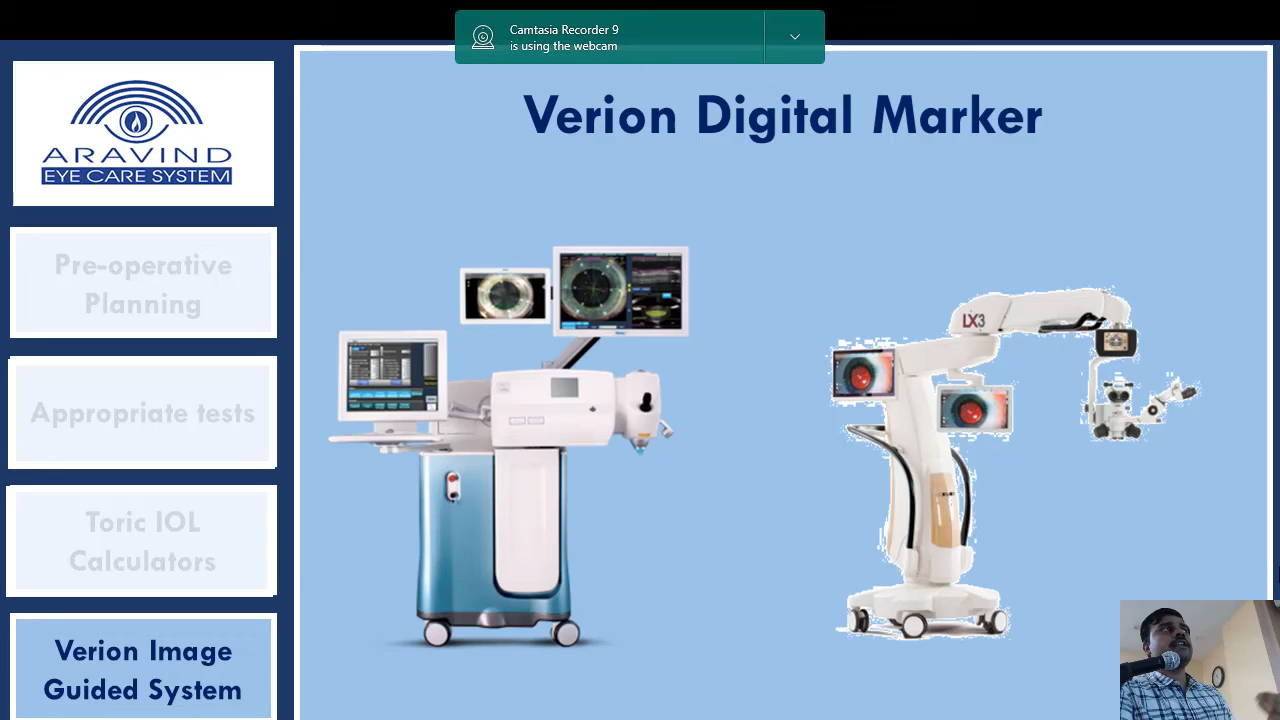 Camtasia Recorder 9
is using the webcam
Verion Digital Marker
ARAVIND
EYE CARE SYSTEM
Pre-operative
Planning
Appropriate tests
Toric IOL
Calculators
Verion Image
Guided System
LX3